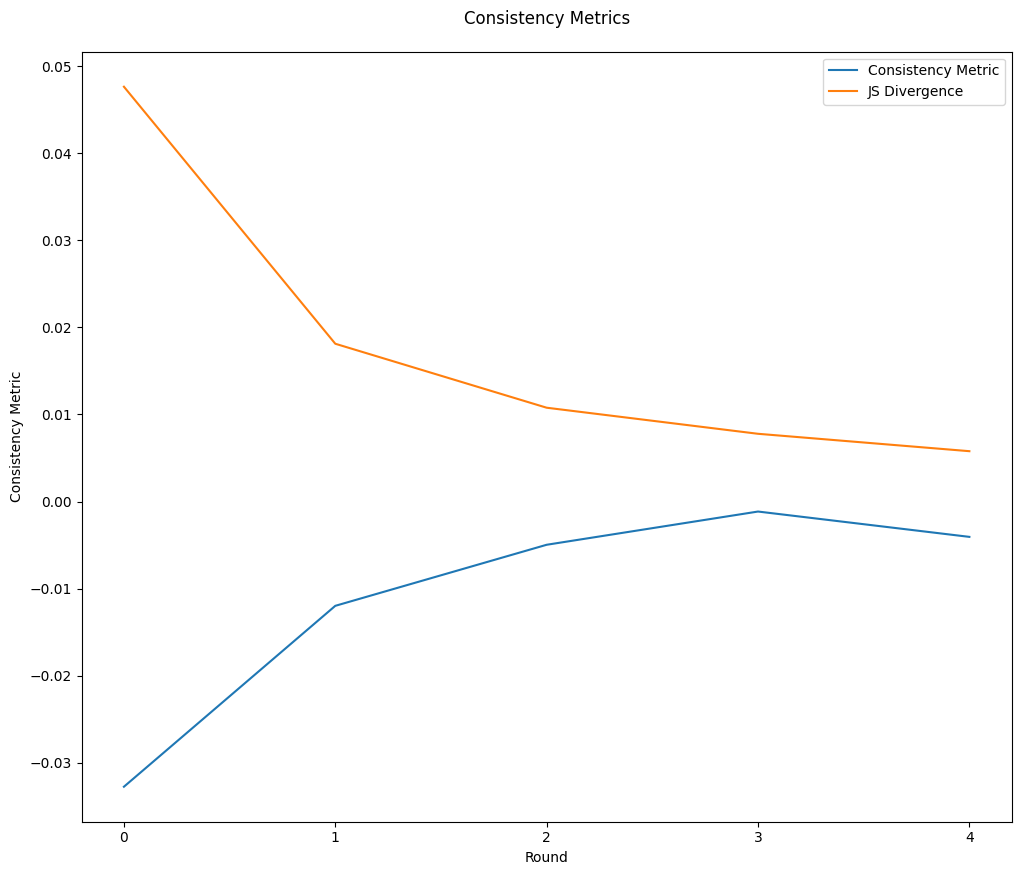 Consistency Metrics
Consistency Metric
JS Divergence
0.05
0.04
0.03
0.02
0.01
0.00
−0.01
−0.02
−0.03
Consistency Metric
0 1 2 3 4
Round